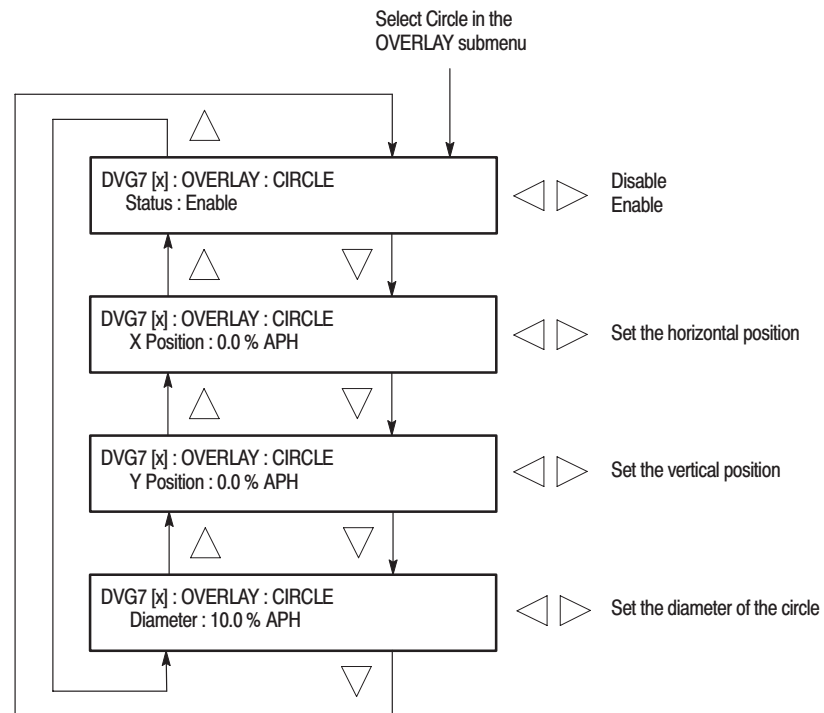 Select Circle in the
OVERLAY submenu
DVG7 [x] : OVERLAY : CIRCLE
Status : Enable
Disable
Enable
DVG7 [x] : OVERLAY : CIRCLE
X Position : 0.0 % APH
Set the horizontal position
DVG7 [x] : OVERLAY : CIRCLE
Y Position : 0.0 % APH
Set the vertical position
DVG7 [x] : OVERLAY : CIRCLE
Diameter : 10.0 % APH
Set the diameter of the circle